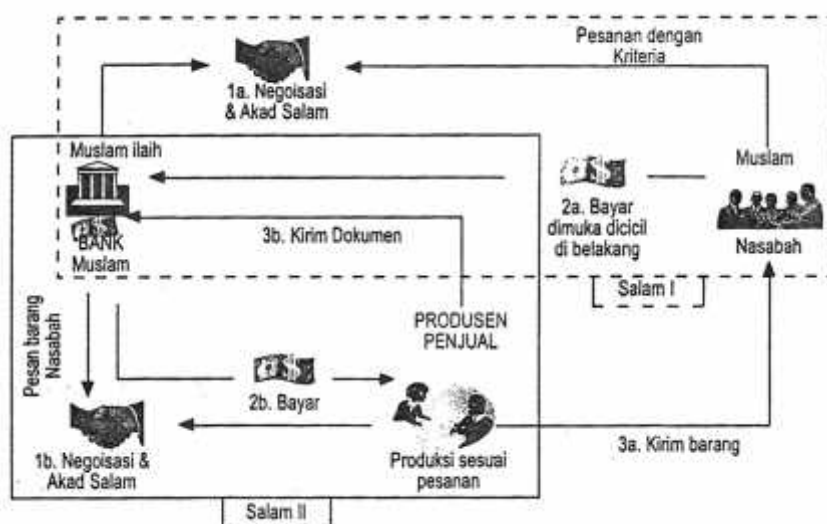 Pesanan dengan
Kriteria
1a. Negoisasi
& Akad Salam
Muslam ilaih
BANK
Muslam
2a. Bayar
dimuka dicicil
di belakang
Muslam
Nasabah
3b. Kirim Dokumen
Salam I
PRODUSEN
PENJUAL
Pesan barang
Nasabah
2b. Bayar
1b. Negoisasi &
Akad Salam
Produksi sesuai
pesanan
3a. Kirim barang
Salam II